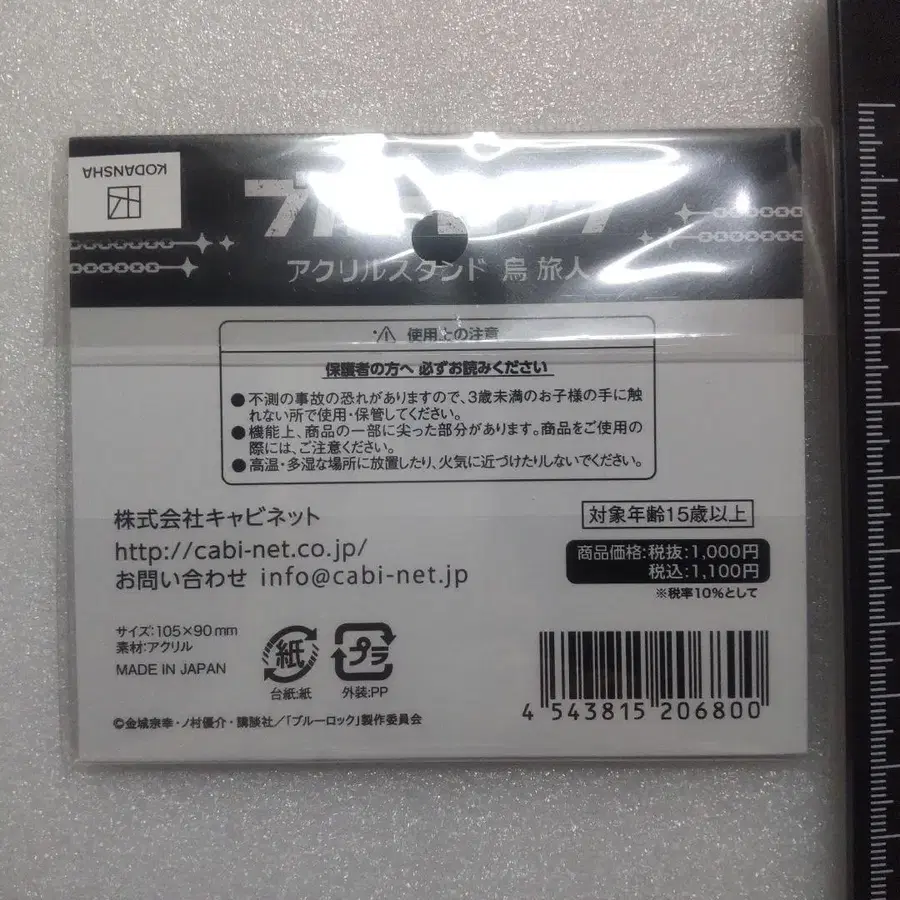 KODANSHA
ブルーロック
アクリルスタンド 烏 旅人
使用上の注意
保護者の方へ 必ずお読みください
●不測の事故の恐れがありますので、3歳未満のお子様の手に触
れない所で使用・保管してください。
●機能上、商品の一部に尖った部分があります。商品をご使用の
際には、ご注意ください。
●高温・多湿な場所に放置したり、火気に近づけたりしないでください。
株式会社キャビネット
http://cabi-net.co.jp/
お問い合わせ info@cabi-net.jp
対象年齢15歳以上
商品価格:税抜:1,000円
税込:1,100円
※税率10%として
サイズ:105×90mm
素材:アクリル
MADE IN JAPAN
紙
台紙:紙
プラ
外装:PP
4 543815 206800
©金城宗幸・ノ村優介・講談社/「ブルーロック」製作委員会